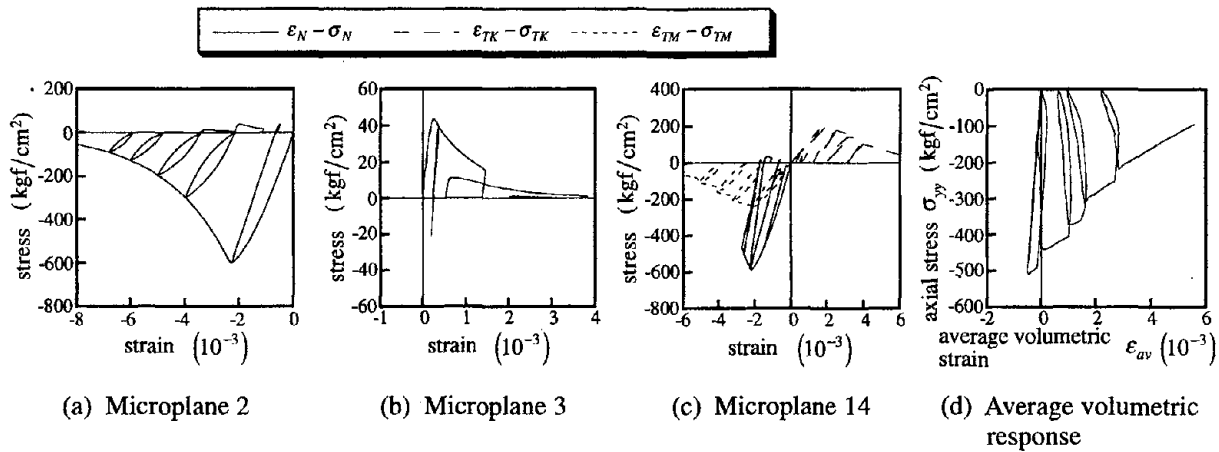 ε_N – σ_N   ε_TK – σ_TK   ε_TM – σ_TM
stress (kgf/cm²)
200
0
-200
-400
-600
-800
-8 -6 -4 -2 0
strain (10⁻³)
(a) Microplane 2
stress (kgf/cm²)
60
40
20
0
-20
-40
-60
-1 0 1 2 3 4
strain (10⁻³)
(b) Microplane 3
stress (kgf/cm²)
400
200
0
-200
-400
-600
-800
-6 -4 -2 0 2 4 6
strain (10⁻³)
(c) Microplane 14
axial stress σ_yy (kgf/cm²)
0
-100
-200
-300
-400
-500
-600
-2 0 2 4 6
average volumetric strain ε_av (10⁻³)
(d) Average volumetric
response